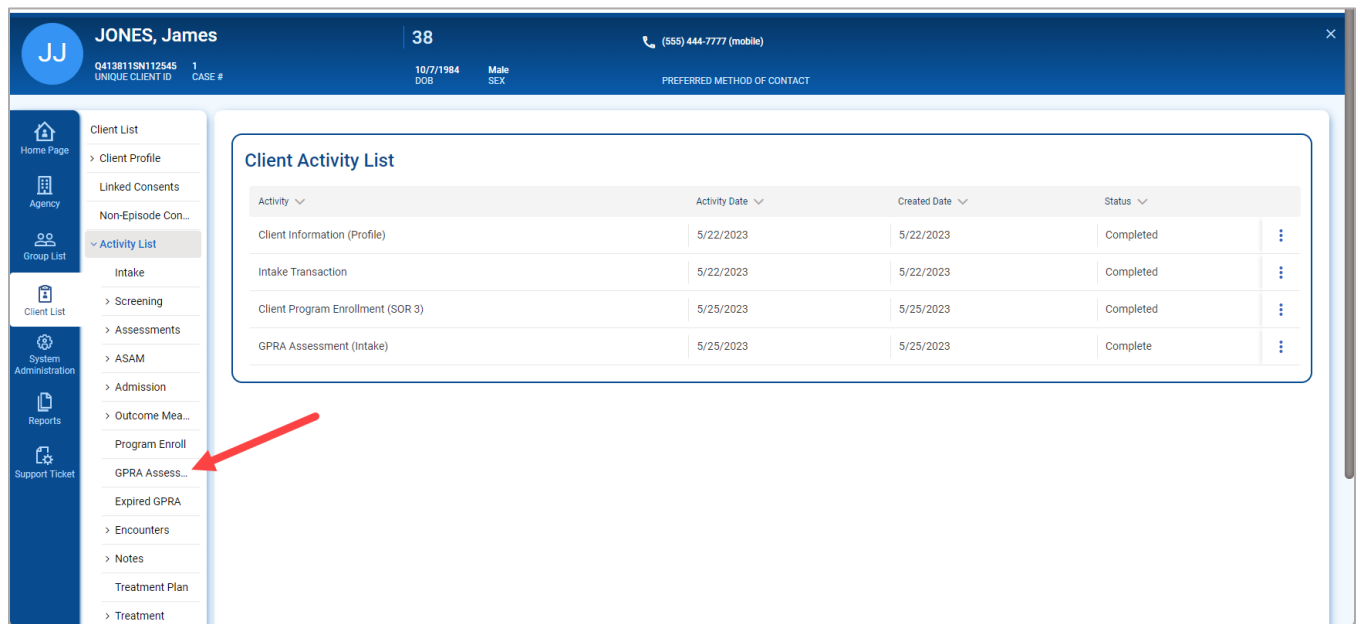 JJ
JONES, James
38
(555) 444-7777 (mobile)
Q413811SN112545 1
UNIQUE CLIENT ID CASE #
10/7/1984 Male
DOB SEX
PREFERRED METHOD OF CONTACT
Home Page
Agency
Group List
Client List
System
Administration
Reports
Support Ticket
Client List
Client Profile
Linked Consents
Non-Episode Con...
Activity List
Intake
Screening
Assessments
ASAM
Admission
Outcome Mea...
Program Enroll
GPRA Assess...
Expired GPRA
Encounters
Notes
Treatment Plan
Treatment
Client Activity List
Activity Activity Date Created Date Status
Client Information (Profile) 5/22/2023 5/22/2023 Completed
Intake Transaction 5/22/2023 5/22/2023 Completed
Client Program Enrollment (SOR 3) 5/25/2023 5/25/2023 Completed
GPRA Assessment (Intake) 5/25/2023 5/25/2023 Complete